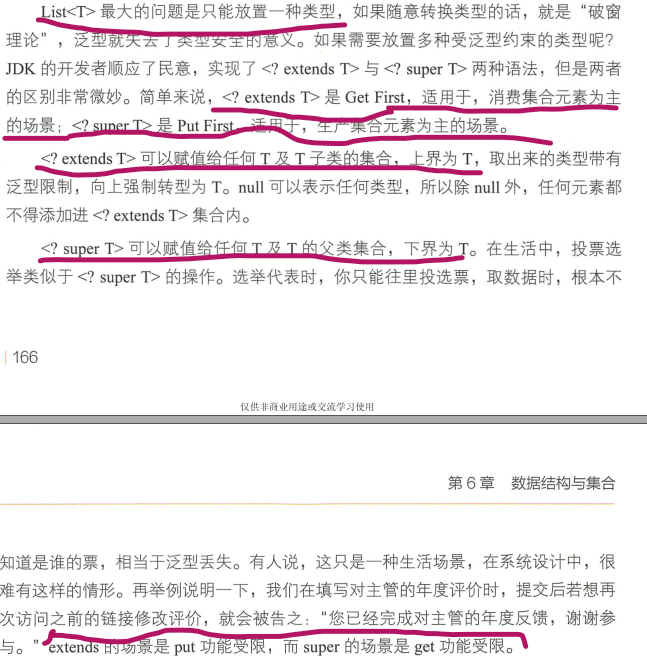 List<T> 最大的问题是只能放置一种类型，如果随意转换类型的话，就是“破窗
理论”，泛型就失去了类型安全的意义。如果需要放置多种受泛型约束的类型呢？
JDK 的开发者顺应了民意，实现了 <? extends T> 与 <? super T> 两种语法，但是两者
的区别非常微妙。简单来说，<? extends T> 是 Get First，适用于，消费集合元素为主
的场景；<? super T> 是 Put First，适用于，生产集合元素为主的场景。
<? extends T> 可以赋值给任何 T 及 T 子类的集合，上界为 T，取出来的类型带有
泛型限制，向上强制转型为 T。null 可以表示任何类型，所以除 null 外，任何元素都
不得添加进 <? extends T> 集合内。
<? super T> 可以赋值给任何 T 及 T 的父类集合，下界为 T。在生活中，投票选
举类似于 <? super T> 的操作。选举代表时，你只能往里投选票，取数据时，根本不
166
仅供非商业用途或交流学习使用
第 6 章 数据结构与集合
知道是谁的票，相当于泛型丢失。有人说，这只是一种生活场景，在系统设计中，很
难有这样的情形。再举例说明一下，我们在填写对主管的年度评价时，提交后若想再
次访问之前的链接修改评价，就会被告之：“您已经完成对主管的年度反馈，谢谢参
与。”extends 的场景是 put 功能受限，而 super 的场景是 get 功能受限。